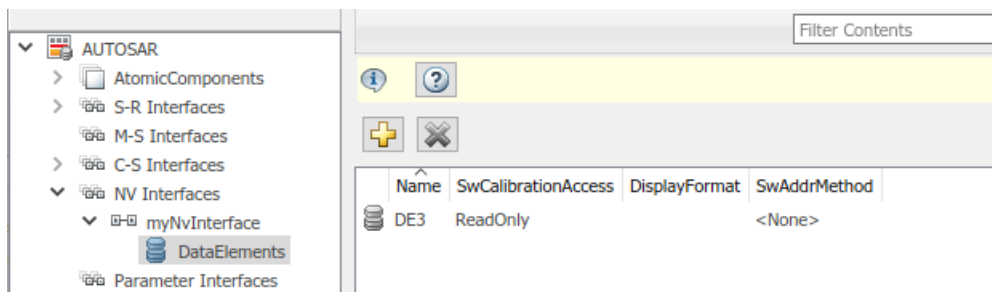 Filter Contents
AUTOSAR
AtomicComponents
S-R Interfaces
M-S Interfaces
C-S Interfaces
NV Interfaces
myNvInterface
DataElements
Parameter Interfaces
Name SwCalibrationAccess DisplayFormat SwAddrMethod
DE3 ReadOnly <None>